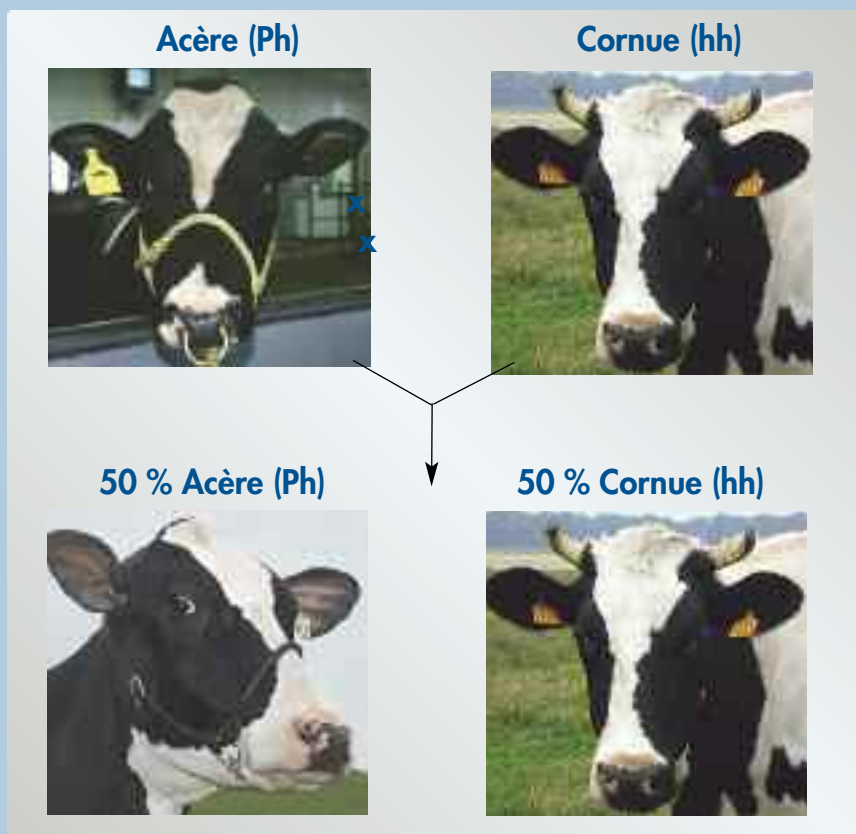 Acère (Ph)
Cornue (hh)
x
x
50 % Acère (Ph)
50 % Cornue (hh)